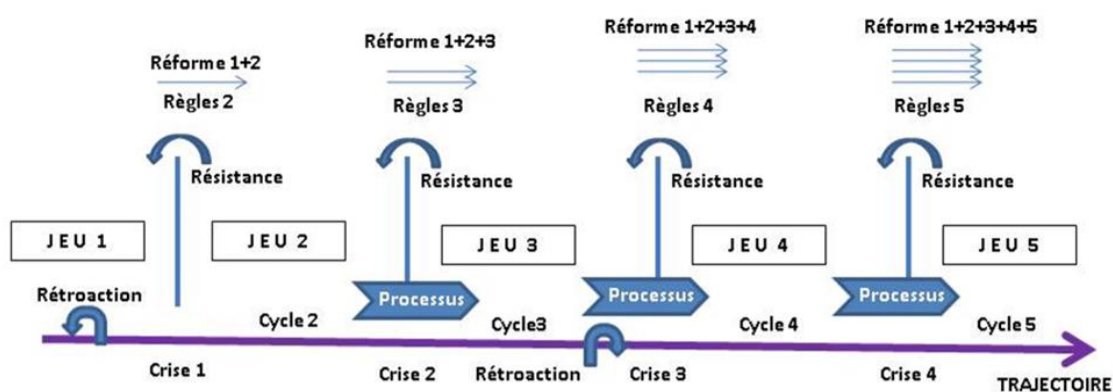 Réforme 1+2
Règles 2
Réforme 1+2+3
Règles 3
Réforme 1+2+3+4
Règles 4
Réforme 1+2+3+4+5
Règles 5
Résistance
Résistance
Résistance
Résistance
JEU 1
JEU 2
JEU 3
JEU 4
JEU 5
Rétroaction
Processus
Processus
Processus
Cycle 2
Cycle3
Cycle 4
Cycle 5
Crise 1
Crise 2
Rétroaction
Crise 3
Crise 4
TRAJECTOIRE